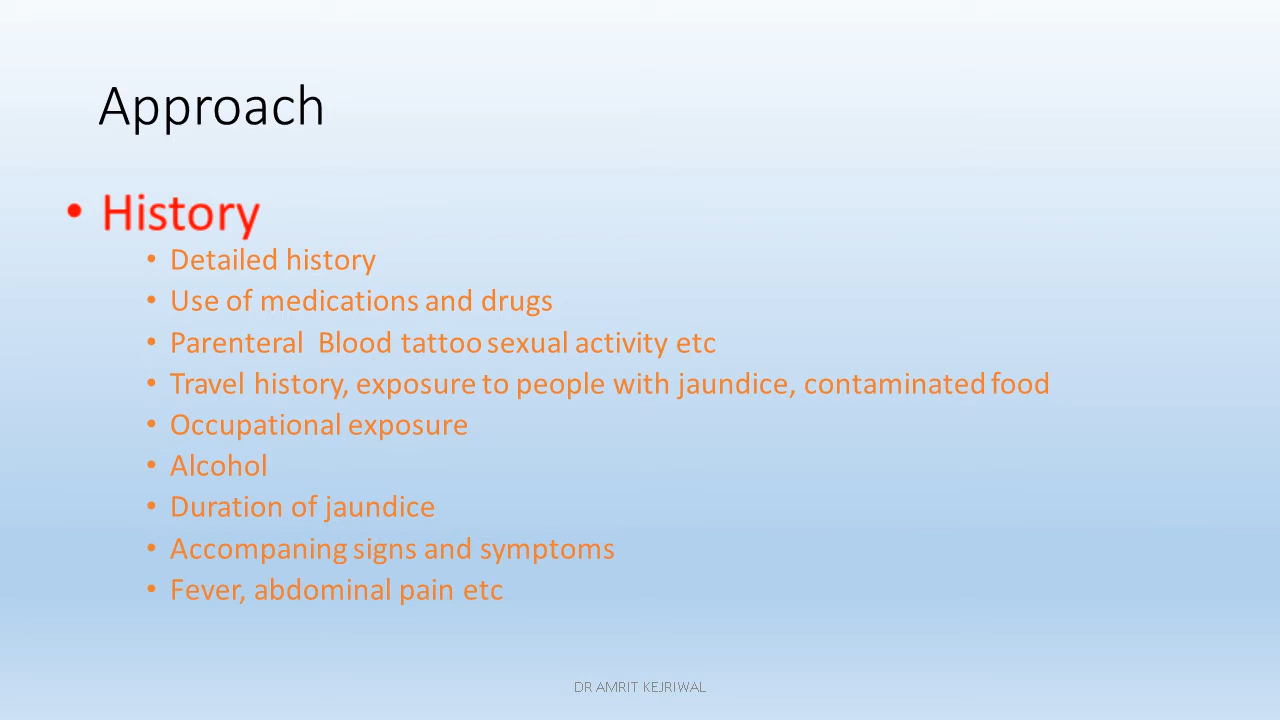 Approach
• History
• Detailed history
• Use of medications and drugs
• Parenteral  Blood tattoo sexual activity etc
• Travel history, exposure to people with jaundice, contaminated food
• Occupational exposure
• Alcohol
• Duration of jaundice
• Accompaning signs and symptoms
• Fever, abdominal pain etc
DR AMRIT KEJRIWAL